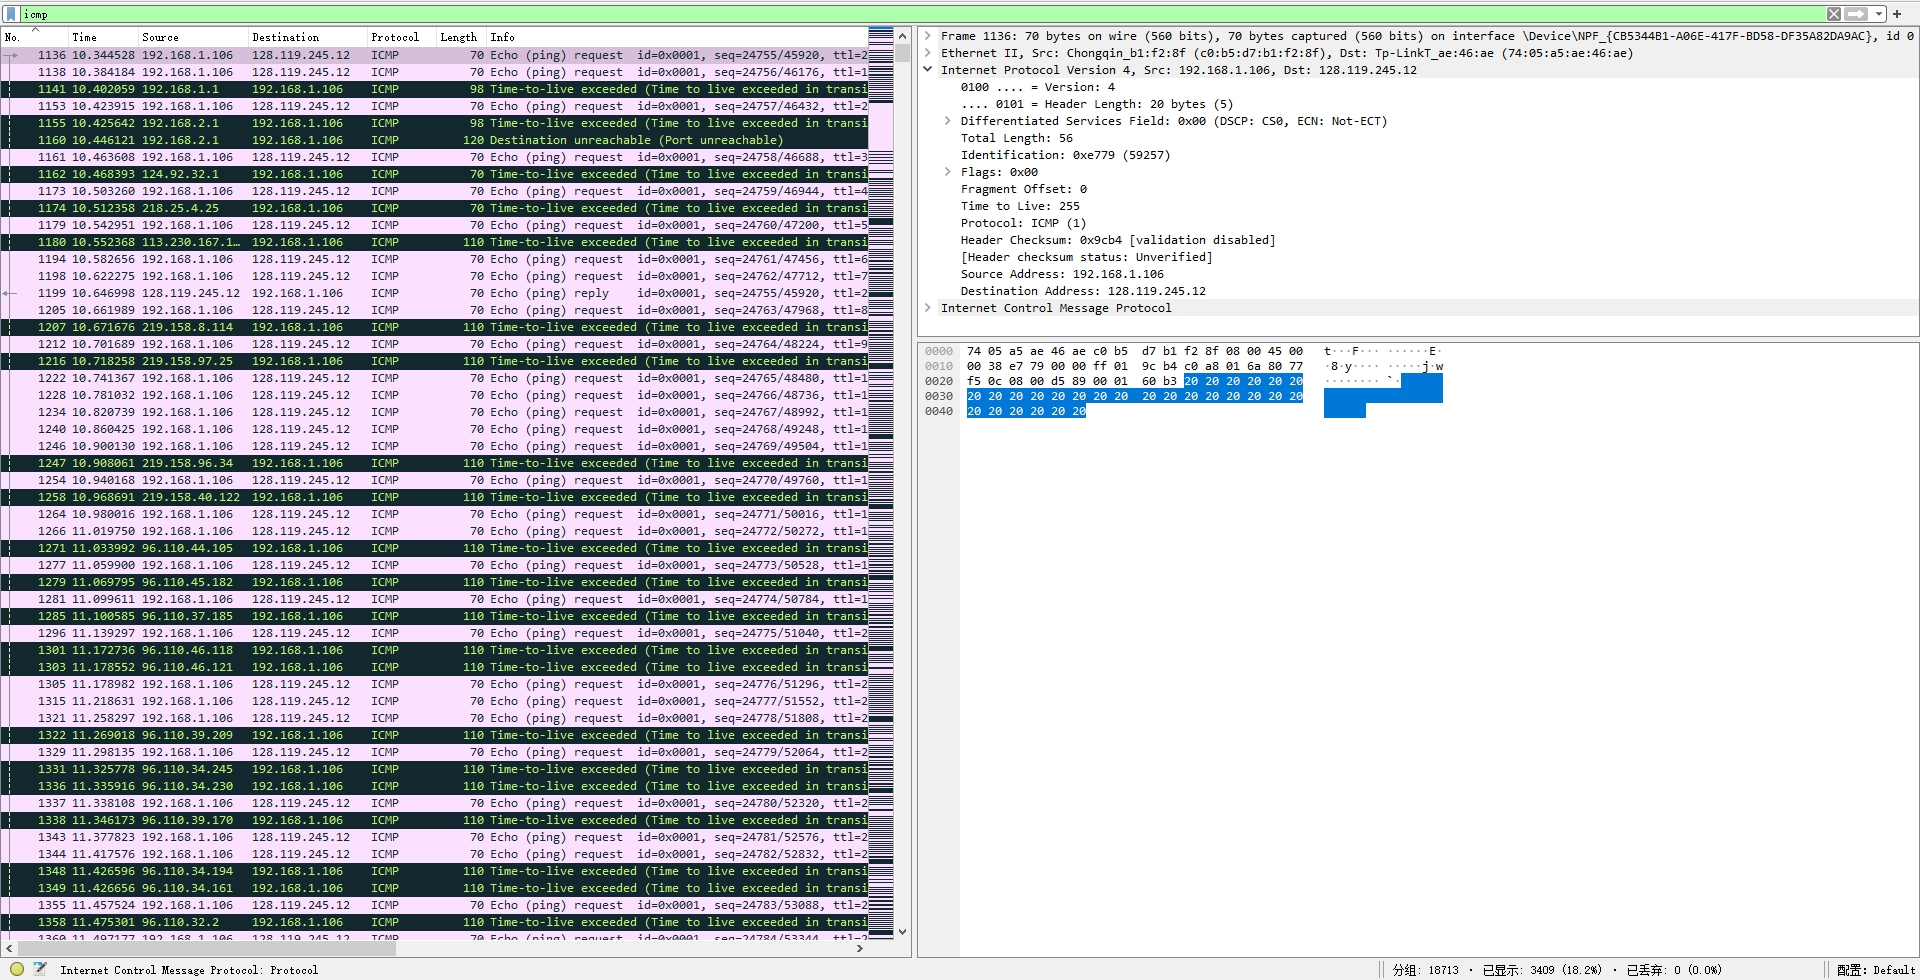 icmp
No. Time Source Destination Protocol Length Info
1136 10.344528 192.168.1.106 128.119.245.12 ICMP 70 Echo (ping) request id=0x0001, seq=24755/45920, ttl=2
1138 10.384184 192.168.1.106 128.119.245.12 ICMP 70 Echo (ping) request id=0x0001, seq=24756/46176, ttl=1
1141 10.402059 192.168.1.1 192.168.1.106 ICMP 98 Time-to-live exceeded (Time to live exceeded in transi
1153 10.423915 192.168.1.106 128.119.245.12 ICMP 70 Echo (ping) request id=0x0001, seq=24757/46432, ttl=2
1155 10.425642 192.168.2.1 192.168.1.106 ICMP 98 Time-to-live exceeded (Time to live exceeded in transi
1160 10.446121 192.168.2.1 192.168.1.106 ICMP 120 Destination unreachable (Port unreachable)
1161 10.463608 192.168.1.106 128.119.245.12 ICMP 70 Echo (ping) request id=0x0001, seq=24758/46688, ttl=3
1162 10.468393 124.92.32.1 192.168.1.106 ICMP 70 Time-to-live exceeded (Time to live exceeded in transi
1173 10.503260 192.168.1.106 128.119.245.12 ICMP 70 Echo (ping) request id=0x0001, seq=24759/46944, ttl=4
1174 10.512358 218.25.4.25 192.168.1.106 ICMP 70 Time-to-live exceeded (Time to live exceeded in transi
1179 10.542951 192.168.1.106 128.119.245.12 ICMP 70 Echo (ping) request id=0x0001, seq=24760/47200, ttl=5
1180 10.552368 113.230.167.1… 192.168.1.106 ICMP 110 Time-to-live exceeded (Time to live exceeded in transi
1194 10.582656 192.168.1.106 128.119.245.12 ICMP 70 Echo (ping) request id=0x0001, seq=24761/47456, ttl=6
1198 10.622275 192.168.1.106 128.119.245.12 ICMP 70 Echo (ping) request id=0x0001, seq=24762/47712, ttl=7
1199 10.646998 128.119.245.12 192.168.1.106 ICMP 70 Echo (ping) reply id=0x0001, seq=24755/45920, ttl=2
1205 10.661989 192.168.1.106 128.119.245.12 ICMP 70 Echo (ping) request id=0x0001, seq=24763/47968, ttl=8
1207 10.671676 219.158.8.114 192.168.1.106 ICMP 110 Time-to-live exceeded (Time to live exceeded in transi
1212 10.701689 192.168.1.106 128.119.245.12 ICMP 70 Echo (ping) request id=0x0001, seq=24764/48224, ttl=9
1216 10.718258 219.158.97.25 192.168.1.106 ICMP 110 Time-to-live exceeded (Time to live exceeded in transi
1222 10.741367 192.168.1.106 128.119.245.12 ICMP 70 Echo (ping) request id=0x0001, seq=24765/48480, ttl=1
1228 10.781032 192.168.1.106 128.119.245.12 ICMP 70 Echo (ping) request id=0x0001, seq=24766/48736, ttl=1
1234 10.820739 192.168.1.106 128.119.245.12 ICMP 70 Echo (ping) request id=0x0001, seq=24767/48992, ttl=1
1240 10.860425 192.168.1.106 128.119.245.12 ICMP 70 Echo (ping) request id=0x0001, seq=24768/49248, ttl=1
1246 10.900130 192.168.1.106 128.119.245.12 ICMP 70 Echo (ping) request id=0x0001, seq=24769/49504, ttl=1
1247 10.908061 219.158.96.34 192.168.1.106 ICMP 110 Time-to-live exceeded (Time to live exceeded in transi
1254 10.940168 192.168.1.106 128.119.245.12 ICMP 70 Echo (ping) request id=0x0001, seq=24770/49760, ttl=1
1258 10.968691 219.158.40.122 192.168.1.106 ICMP 110 Time-to-live exceeded (Time to live exceeded in transi
1264 10.980016 192.168.1.106 128.119.245.12 ICMP 70 Echo (ping) request id=0x0001, seq=24771/50016, ttl=1
1266 11.019750 192.168.1.106 128.119.245.12 ICMP 70 Echo (ping) request id=0x0001, seq=24772/50272, ttl=1
1271 11.033992 96.110.44.105 192.168.1.106 ICMP 110 Time-to-live exceeded (Time to live exceeded in transi
1277 11.059900 192.168.1.106 128.119.245.12 ICMP 70 Echo (ping) request id=0x0001, seq=24773/50528, ttl=1
1279 11.069795 96.110.45.182 192.168.1.106 ICMP 110 Time-to-live exceeded (Time to live exceeded in transi
1281 11.099611 192.168.1.106 128.119.245.12 ICMP 70 Echo (ping) request id=0x0001, seq=24774/50784, ttl=1
1285 11.100585 96.110.37.185 192.168.1.106 ICMP 110 Time-to-live exceeded (Time to live exceeded in transi
1296 11.139297 192.168.1.106 128.119.245.12 ICMP 70 Echo (ping) request id=0x0001, seq=24775/51040, ttl=2
1301 11.172736 96.110.46.118 192.168.1.106 ICMP 110 Time-to-live exceeded (Time to live exceeded in transi
1303 11.178552 96.110.46.121 192.168.1.106 ICMP 110 Time-to-live exceeded (Time to live exceeded in transi
1305 11.178982 192.168.1.106 128.119.245.12 ICMP 70 Echo (ping) request id=0x0001, seq=24776/51296, ttl=2
1315 11.218631 192.168.1.106 128.119.245.12 ICMP 70 Echo (ping) request id=0x0001, seq=24777/51552, ttl=2
1321 11.258297 192.168.1.106 128.119.245.12 ICMP 70 Echo (ping) request id=0x0001, seq=24778/51808, ttl=2
1322 11.269018 96.110.39.209 192.168.1.106 ICMP 110 Time-to-live exceeded (Time to live exceeded in transi
1329 11.298135 192.168.1.106 128.119.245.12 ICMP 70 Echo (ping) request id=0x0001, seq=24779/52064, ttl=2
1331 11.325778 96.110.34.245 192.168.1.106 ICMP 110 Time-to-live exceeded (Time to live exceeded in transi
1336 11.335916 96.110.34.230 192.168.1.106 ICMP 110 Time-to-live exceeded (Time to live exceeded in transi
1337 11.338108 192.168.1.106 128.119.245.12 ICMP 70 Echo (ping) request id=0x0001, seq=24780/52320, ttl=2
1338 11.346173 96.110.39.170 192.168.1.106 ICMP 110 Time-to-live exceeded (Time to live exceeded in transi
1343 11.377823 192.168.1.106 128.119.245.12 ICMP 70 Echo (ping) request id=0x0001, seq=24781/52576, ttl=2
1344 11.417576 192.168.1.106 128.119.245.12 ICMP 70 Echo (ping) request id=0x0001, seq=24782/52832, ttl=2
1348 11.426596 96.110.34.194 192.168.1.106 ICMP 110 Time-to-live exceeded (Time to live exceeded in transi
1349 11.426656 96.110.34.161 192.168.1.106 ICMP 110 Time-to-live exceeded (Time to live exceeded in transi
1355 11.457524 192.168.1.106 128.119.245.12 ICMP 70 Echo (ping) request id=0x0001, seq=24783/53088, ttl=2
1358 11.475301 96.110.32.2 192.168.1.106 ICMP 110 Time-to-live exceeded (Time to live exceeded in transi
1360 11.497177 192.168.1.106 128.119.245.12 ICMP 70 Echo (ping) request id=0x0001, seq=24784/53344, ttl=2
Frame 1136: 70 bytes on wire (560 bits), 70 bytes captured (560 bits) on interface \Device\NPF_{CB5344B1-A06E-417F-BD58-DF35A82DA9AC}, id 0
Ethernet II, Src: Chongqin_b1:f2:8f (c0:b5:d7:b1:f2:8f), Dst: Tp-LinkT_ae:46:ae (74:05:a5:ae:46:ae)
Internet Protocol Version 4, Src: 192.168.1.106, Dst: 128.119.245.12
0100 .... = Version: 4
.... 0101 = Header Length: 20 bytes (5)
Differentiated Services Field: 0x00 (DSCP: CS0, ECN: Not-ECT)
Total Length: 56
Identification: 0xe779 (59257)
Flags: 0x00
Fragment Offset: 0
Time to Live: 255
Protocol: ICMP (1)
Header Checksum: 0x9cb4 [validation disabled]
[Header checksum status: Unverified]
Source Address: 192.168.1.106
Destination Address: 128.119.245.12
Internet Control Message Protocol
0000 74 05 a5 ae 46 ae c0 b5 d7 b1 f2 8f 08 00 45 00 t···F··· ······E·
0010 00 38 e7 79 00 00 ff 01 9c b4 c0 a8 01 6a 80 77 ·8·y···· ·····j·w
0020 f5 0c 08 00 d5 89 00 01 60 b3 20 20 20 20 20 20 ········ `·
0030 20 20 20 20 20 20 20 20 20 20 20 20 20 20 20 20
0040 20 20 20 20 20 20
Internet Control Message Protocol: Protocol
分组: 18713 · 已显示: 3409 (18.2%) · 已丢弃: 0 (0.0%)
配置: Default